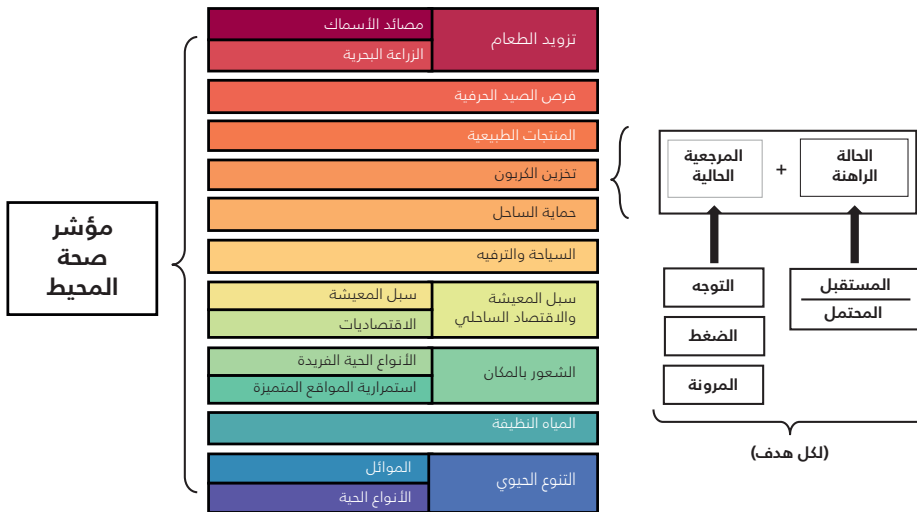 مؤشر
صحة
المحيط
تزويد الطعام
مصائد الأسماك
الزراعة البحرية
فرص الصيد الحرفية
المنتجات الطبيعية
تخزين الكربون
حماية الساحل
السياحة والترفيه
سبل المعيشة
والاقتصاد الساحلي
سبل المعيشة
الاقتصاديات
الشعور بالمكان
الأنواع الحية الفريدة
استمرارية المواقع المتميزة
المياه النظيفة
التنوع الحيوي
الموائل
الأنواع الحية
الحالة
الراهنة
+
المرجعية
الحالية
المستقبل
المحتمل
التوجه
الضغط
المرونة
(لكل هدف)